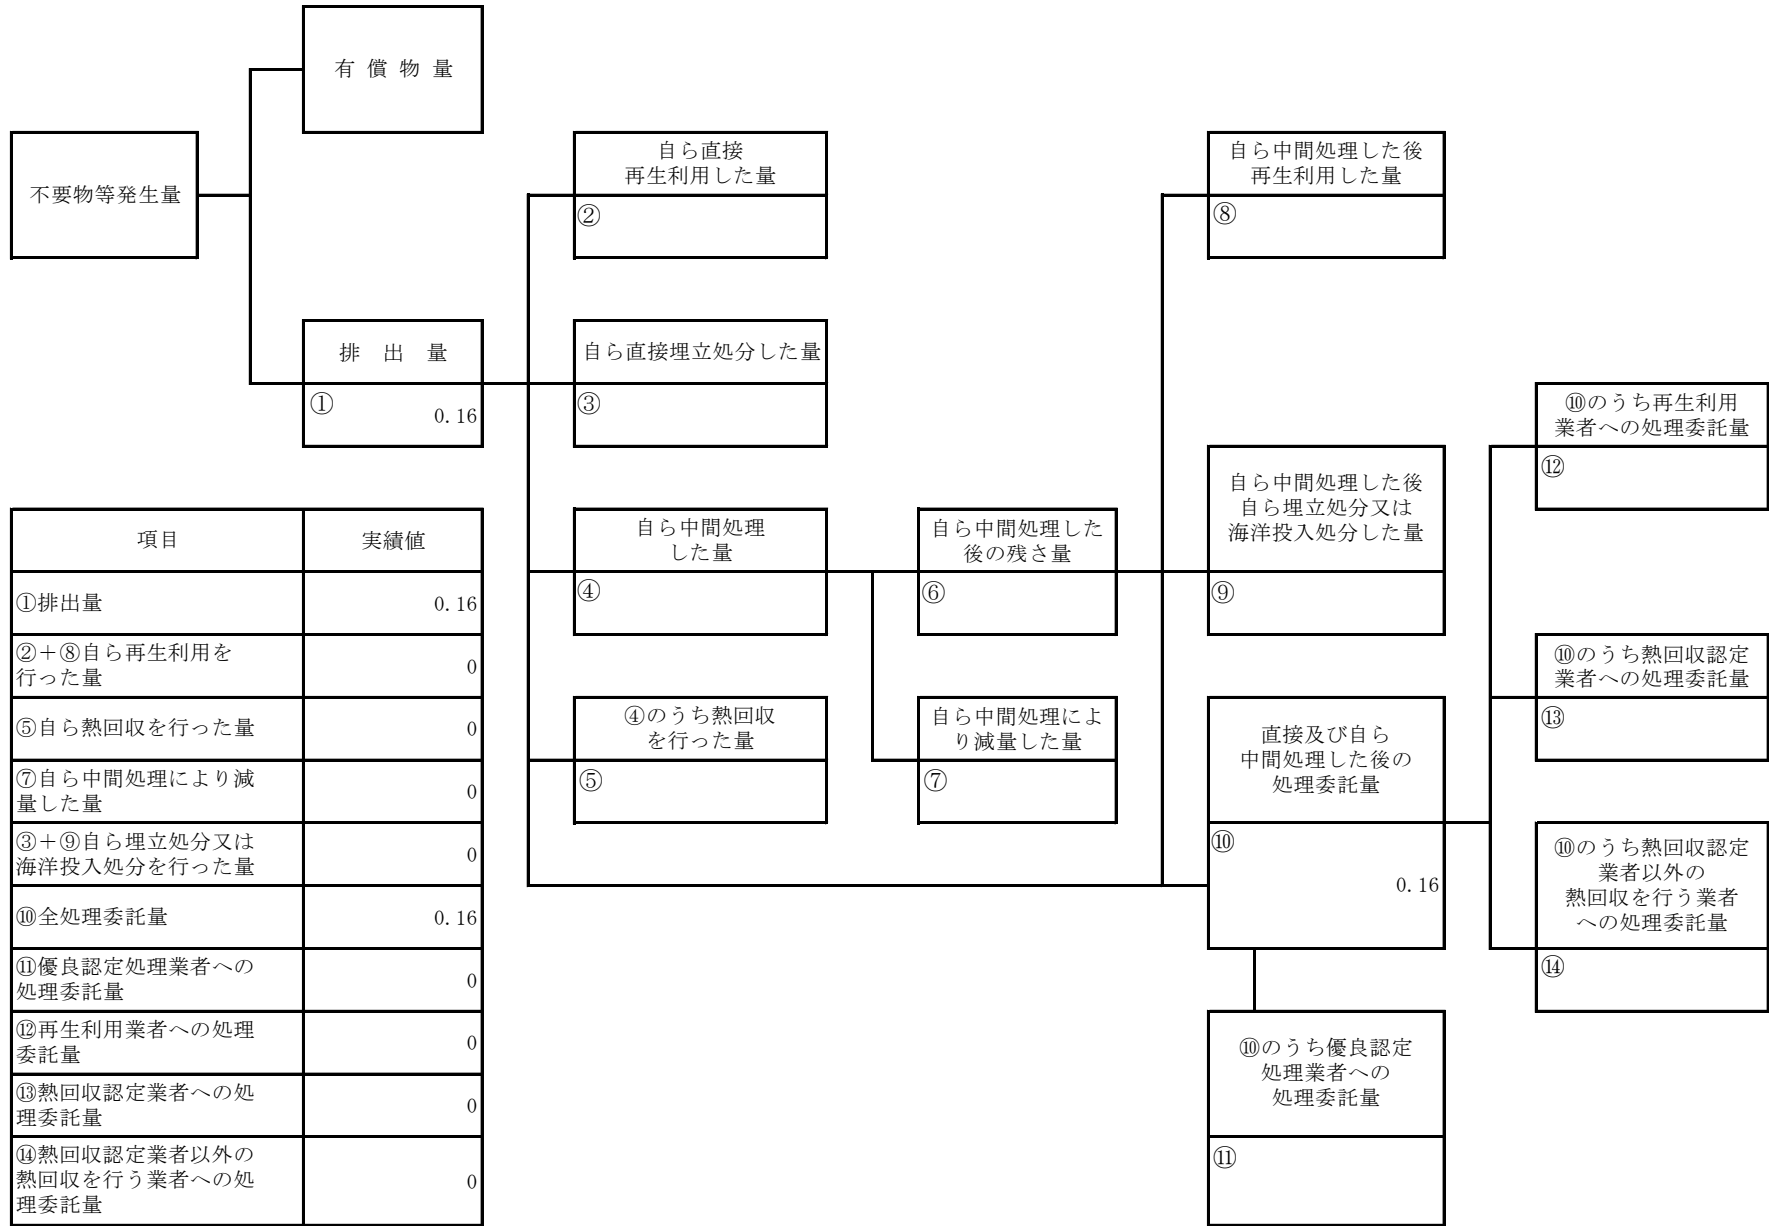 有 償 物 量
不要物等発生量
自ら直接
再生利用した量
②
自ら中間処理した後
再生利用した量
⑧
排 出 量
①
0.16
自ら直接埋立処分した量
③
⑩のうち再生利用
業者への処理委託量
⑫
自ら中間処理
した量
④
自ら中間処理した
後の残さ量
⑥
自ら中間処理した後
自ら埋立処分又は
海洋投入処分した量
⑨
⑩のうち熱回収認定
業者への処理委託量
⑬
④のうち熱回収
を行った量
⑤
自ら中間処理によ
り減量した量
⑦
直接及び自ら
中間処理した後の
処理委託量
⑩
0.16
⑩のうち熱回収認定
業者以外の
熱回収を行う業者
への処理委託量
⑭
⑩のうち優良認定
処理業者への
処理委託量
⑪
項目 実績値
①排出量 0.16
②+⑧自ら再生利用を
行った量 0
⑤自ら熱回収を行った量 0
⑦自ら中間処理により減
量した量 0
③+⑨自ら埋立処分又は
海洋投入処分を行った量 0
⑩全処理委託量 0.16
⑪優良認定処理業者への
処理委託量 0
⑫再生利用業者への処理
委託量 0
⑬熱回収認定業者への処
理委託量 0
⑭熱回収認定業者以外の
熱回収を行う業者への処
理委託量 0